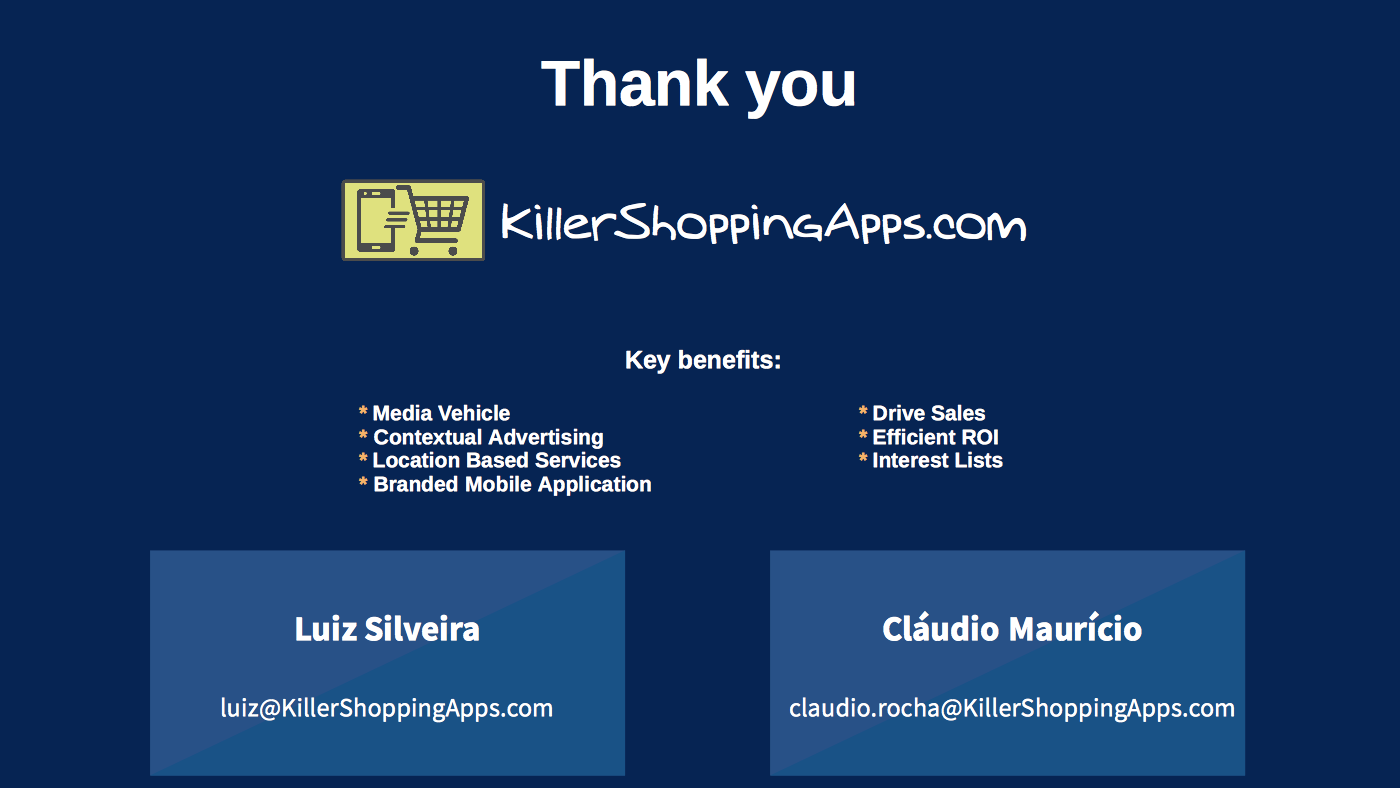 Thank you
KillerShoppingApps.com
Key benefits:
* Media Vehicle
* Contextual Advertising
* Location Based Services
* Branded Mobile Application
* Drive Sales
* Efficient ROI
* Interest Lists
Luiz Silveira
luiz@KillerShoppingApps.com
Cláudio Maurício
claudio.rocha@KillerShoppingApps.com